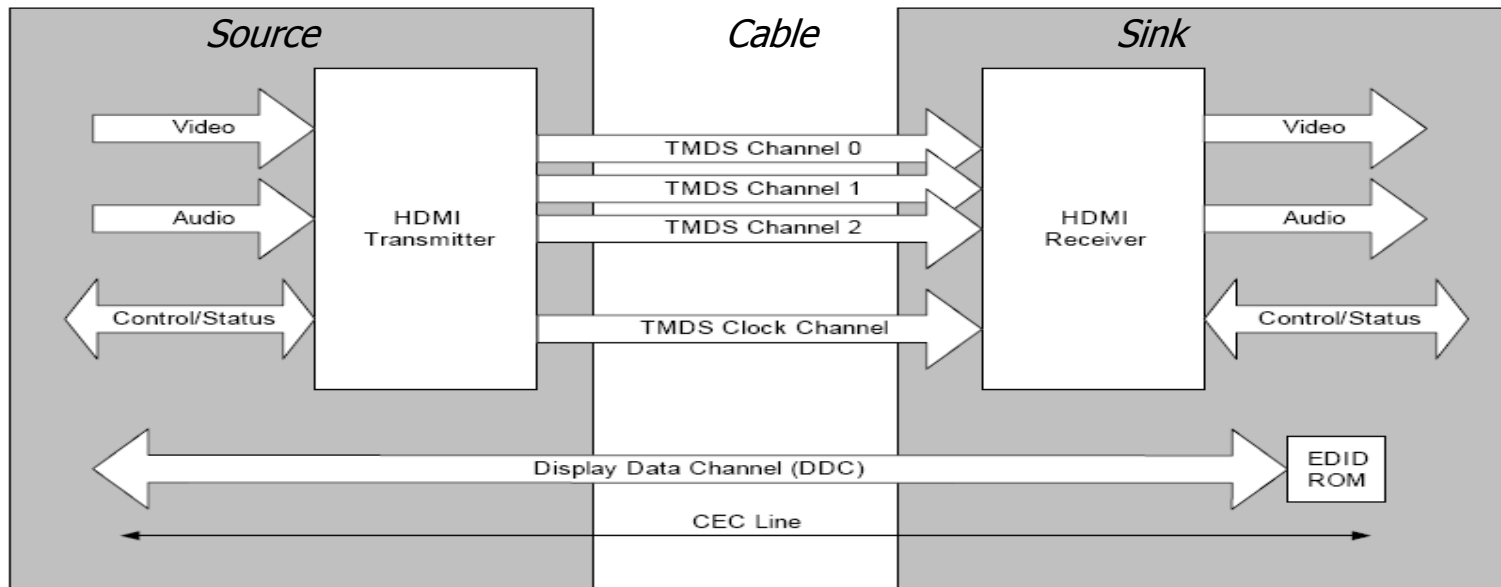 Source Cable Sink
Video
Audio
Control/Status
HDMI
Transmitter
TMDS Channel 0
TMDS Channel 1
TMDS Channel 2
TMDS Clock Channel
HDMI
Receiver
Video
Audio
Control/Status
Display Data Channel (DDC)
EDID
ROM
CEC Line